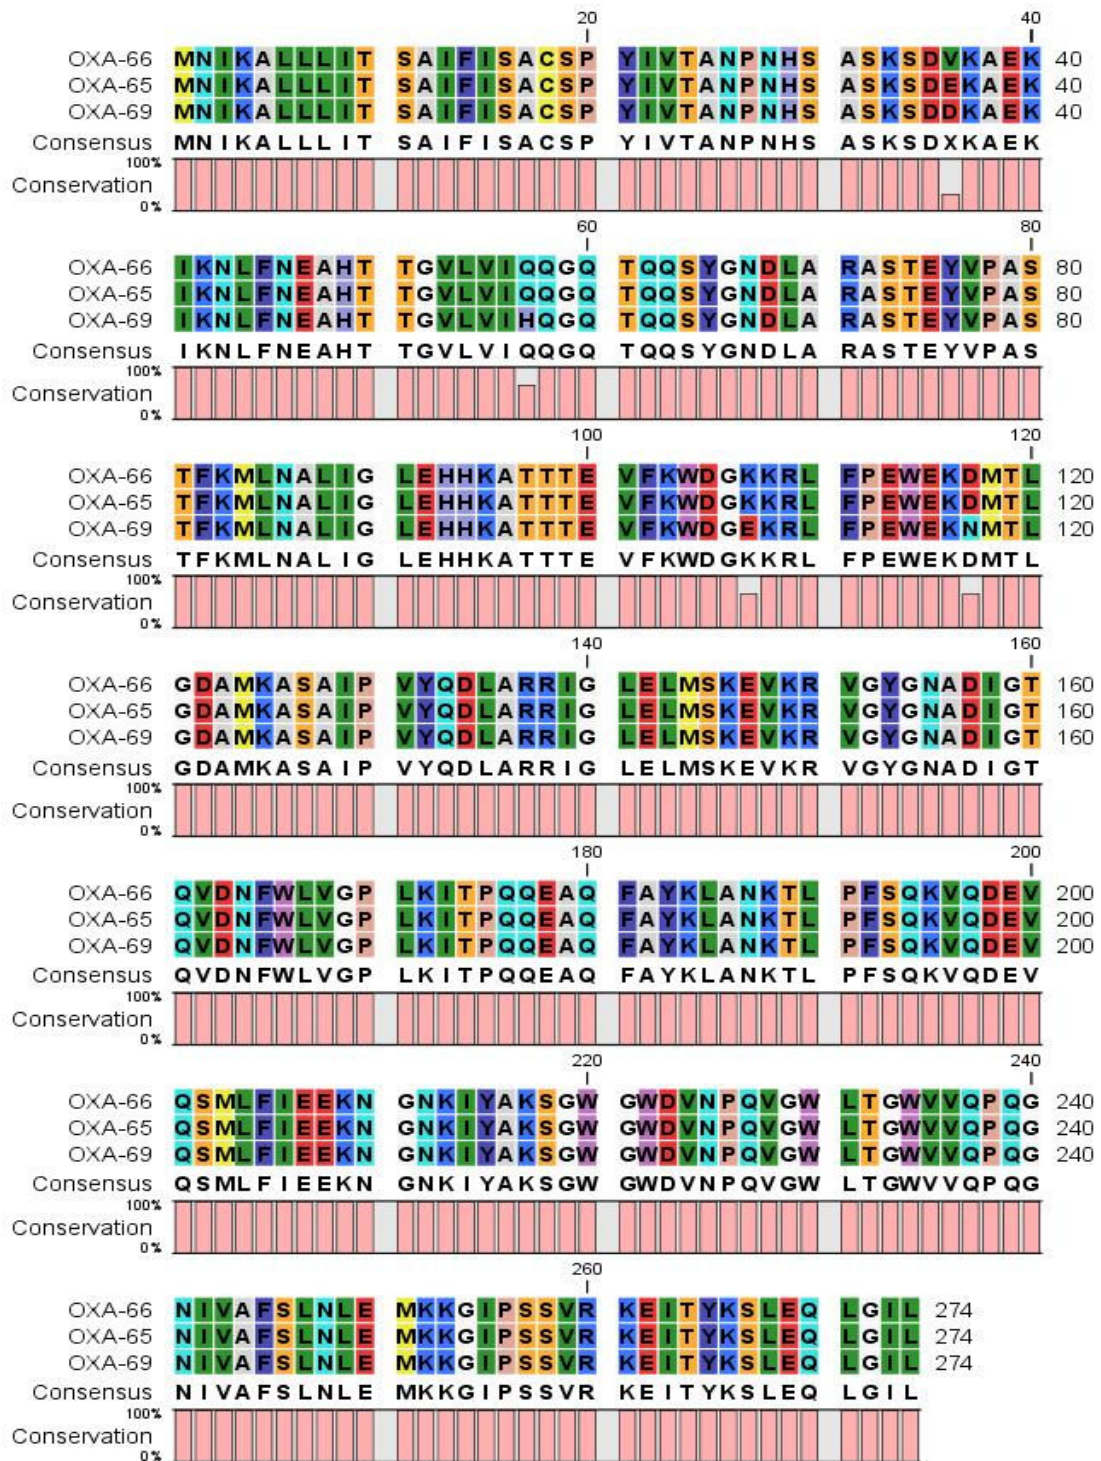 20 40
OXA-66 MNIKALLLIT SAIFISACSP YIVTANPNHS ASKSDVKAEK 40
OXA-65 MNIKALLLIT SAIFISACSP YIVTANPNHS ASKSDEKAEK 40
OXA-69 MNIKALLLIT SAIFISACSP YIVTANPNHS ASKSDDKAEK 40
Consensus MNIKALLLIT SAIFISACSP YIVTANPNHS ASKSDXKAEK
100%
Conservation
0%
60 80
OXA-66 IKNLFNEAHT TGVLVIQQGQ TQQSYGNDLA RASTEYVPAS 80
OXA-65 IKNLFNEAHT TGVLVIQQGQ TQQSYGNDLA RASTEYVPAS 80
OXA-69 IKNLFNEAHT TGVLVIHQGQ TQQSYGNDLA RASTEYVPAS 80
Consensus IKNLFNEAHT TGVLVIQQGQ TQQSYGNDLA RASTEYVPAS
100%
Conservation
0%
100 120
OXA-66 TFKMLNALIG LEHHKATTTE VFKWDGKKRL FPEWEKDMTL 120
OXA-65 TFKMLNALIG LEHHKATTTE VFKWDGKKRL FPEWEKDMTL 120
OXA-69 TFKMLNALIG LEHHKATTTE VFKWDGEKRL FPEWEKNMTL 120
Consensus TFKMLNALIG LEHHKATTTE VFKWDGKKRL FPEWEKDMTL
100%
Conservation
0%
140 160
OXA-66 GDAMKASAIP VYQDLARRIG LELMSKEVKR VGYGNADIGT 160
OXA-65 GDAMKASAIP VYQDLARRIG LELMSKEVKR VGYGNADIGT 160
OXA-69 GDAMKASAIP VYQDLARRIG LELMSKEVKR VGYGNADIGT 160
Consensus GDAMKASAIP VYQDLARRIG LELMSKEVKR VGYGNADIGT
100%
Conservation
0%
180 200
OXA-66 QVDNFWLVGP LKITPQQEAQ FAYKLANKTL PFSQKVQDEV 200
OXA-65 QVDNFWLVGP LKITPQQEAQ FAYKLANKTL PFSQKVQDEV 200
OXA-69 QVDNFWLVGP LKITPQQEAQ FAYKLANKTL PFSQKVQDEV 200
Consensus QVDNFWLVGP LKITPQQEAQ FAYKLANKTL PFSQKVQDEV
100%
Conservation
0%
220 240
OXA-66 QSMLFIEEKN GNKIYAKSGW GWDVNPQVGW LTGWVVQPQG 240
OXA-65 QSMLFIEEKN GNKIYAKSGW GWDVNPQVGW LTGWVVQPQG 240
OXA-69 QSMLFIEEKN GNKIYAKSGW GWDVNPQVGW LTGWVVQPQG 240
Consensus QSMLFIEEKN GNKIYAKSGW GWDVNPQVGW LTGWVVQPQG
100%
Conservation
0%
260
OXA-66 NIVAFSLNLE MKKGIPSSVR KEITYKSLEQ LGIL 274
OXA-65 NIVAFSLNLE MKKGIPSSVR KEITYKSLEQ LGIL 274
OXA-69 NIVAFSLNLE MKKGIPSSVR KEITYKSLEQ LGIL 274
Consensus NIVAFSLNLE MKKGIPSSVR KEITYKSLEQ LGIL
100%
Conservation
0%